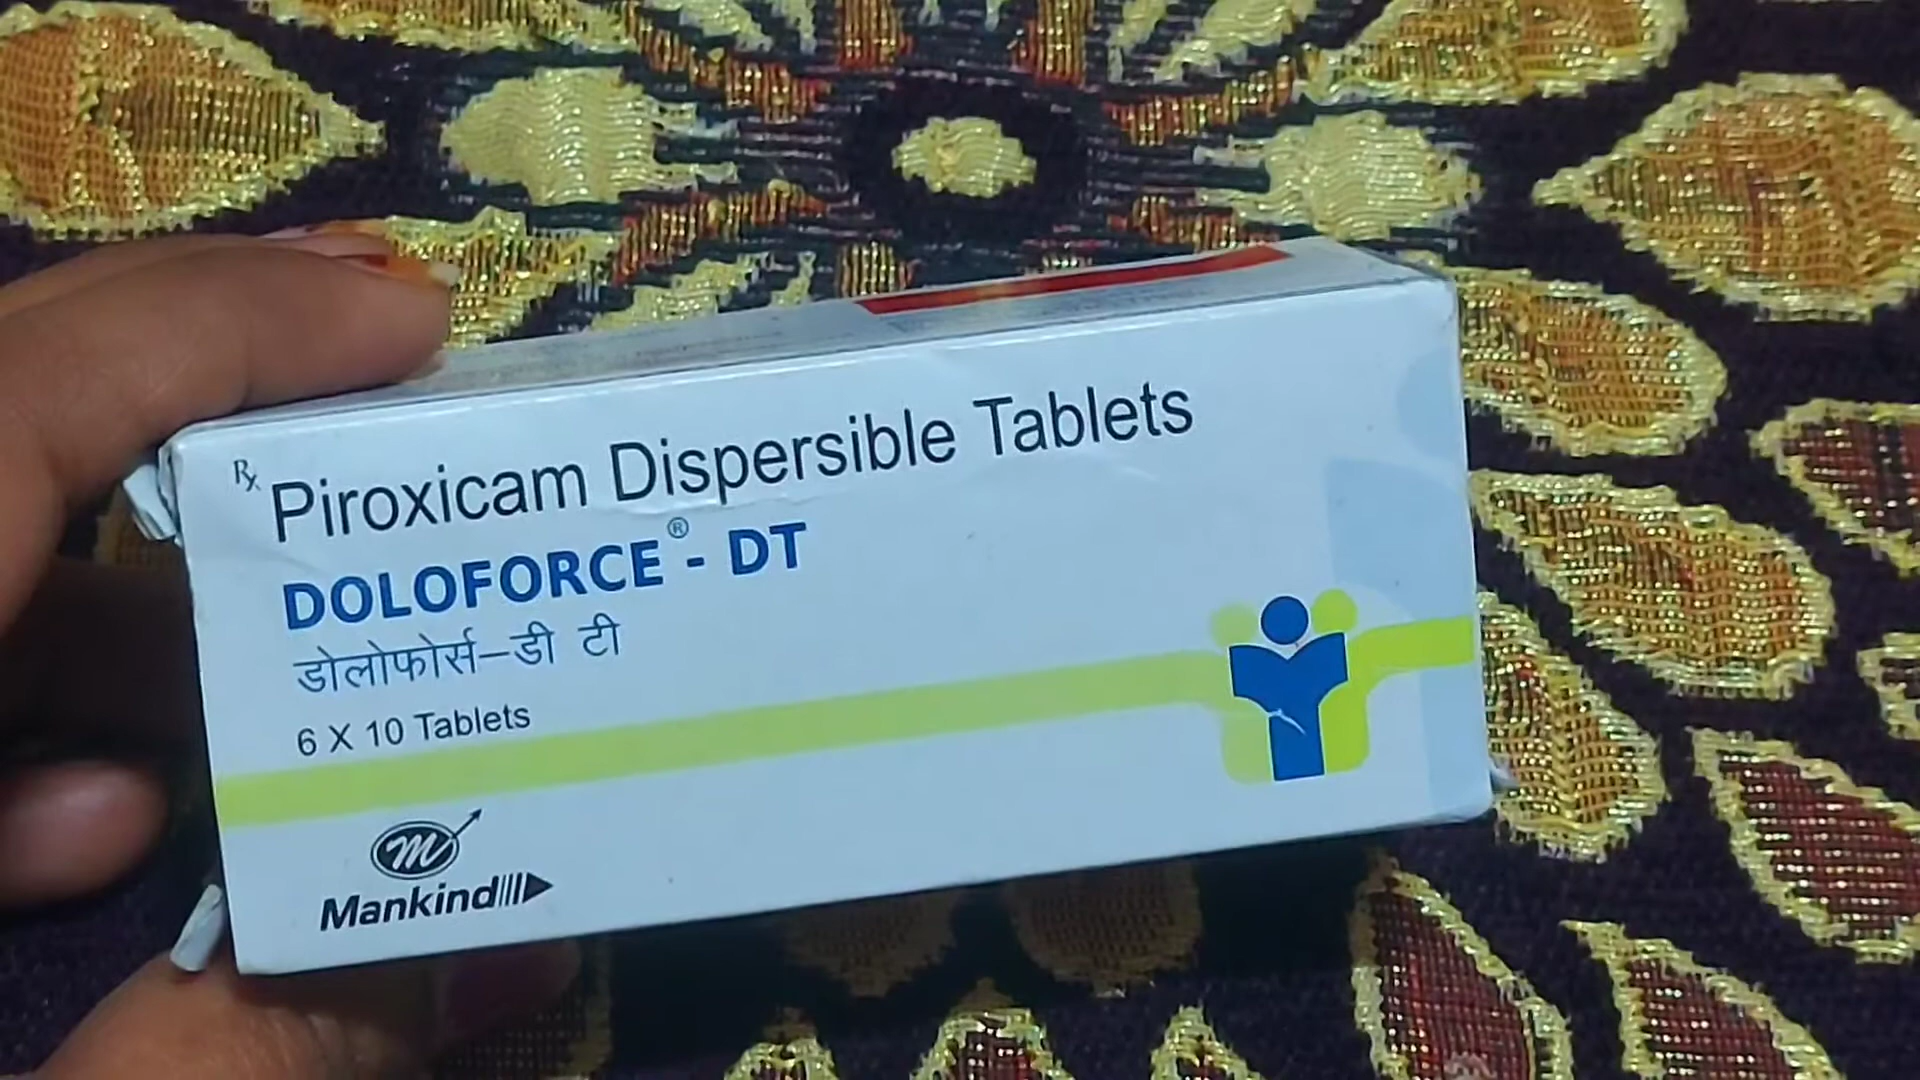 Rx Piroxicam Dispersible Tablets
DOLOFORCE® - DT
डोलोफोर्स–डी टी
6 X 10 Tablets
m
Mankind